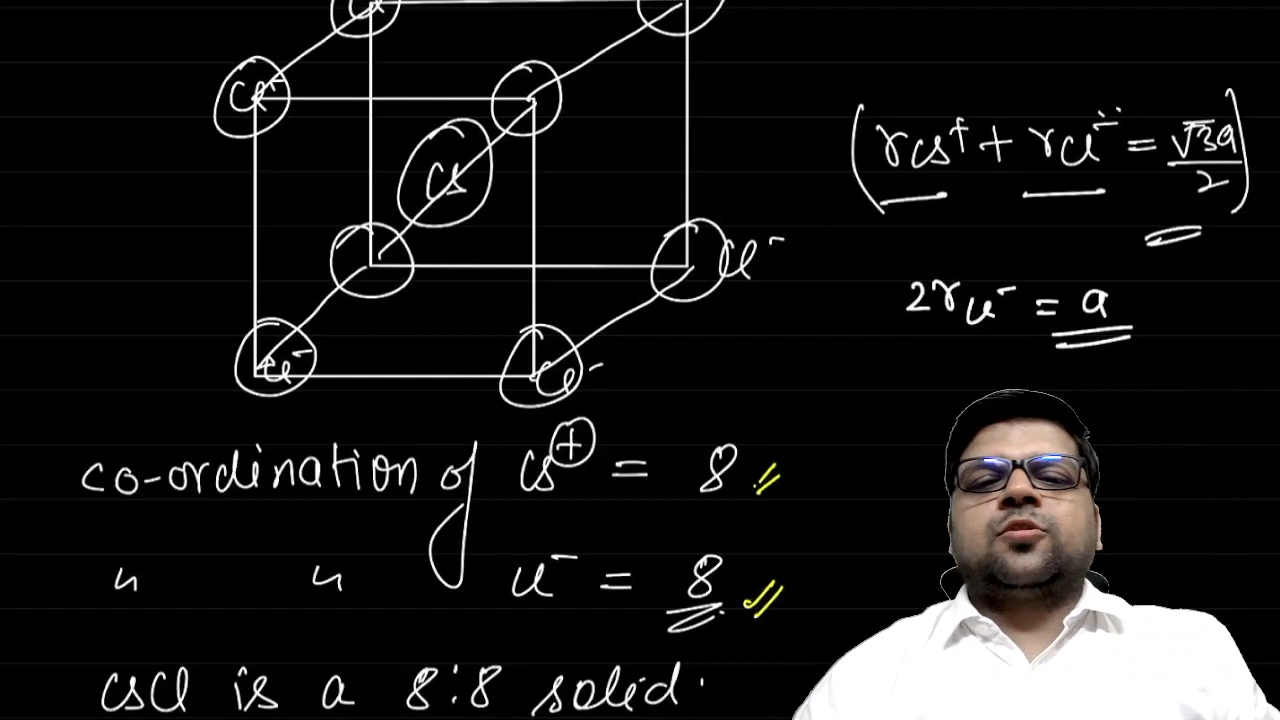 Cl⁻
Cs
Cl⁻
Cl⁻
Cl⁻
(rCs⁺ + rCl⁻ = √3a/2)
2rCl⁻ = a
co-ordination of Cs⁺ = 8
" " Cl⁻ = 8
CsCl is a 8:8 solid.